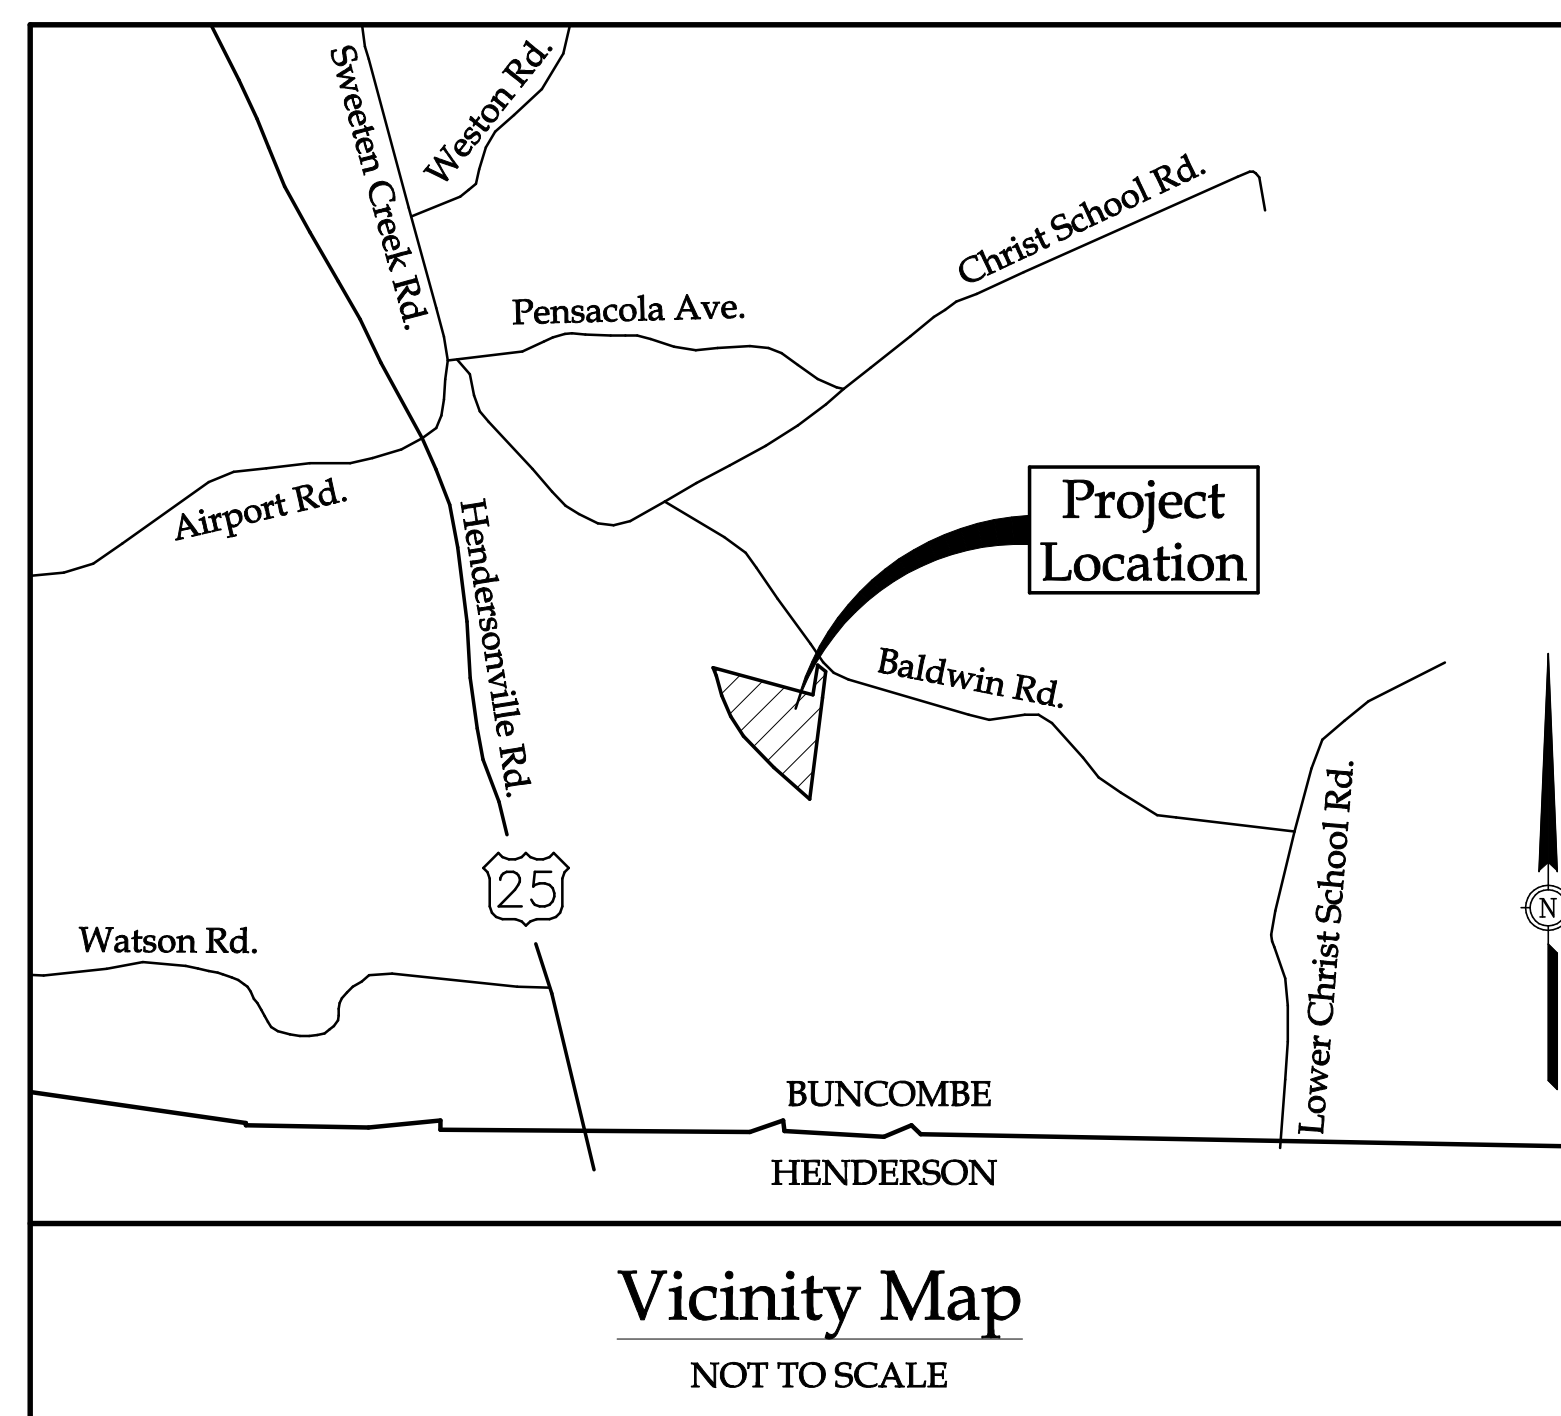 Sweeten Creek Rd.
Weston Rd.
Christ School Rd.
Pensacola Ave.
Airport Rd.
Hendersonville Rd.
Project
Location
Baldwin Rd.
Lower Christ School Rd.
25
N
Watson Rd.
BUNCOMBE
HENDERSON
Vicinity Map
NOT TO SCALE